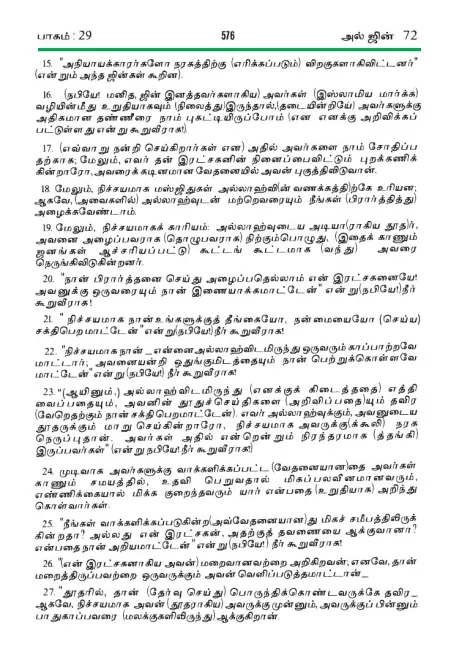 பாகம் : 29 576 அல் ஜின் 72
15. "அநியாயக்காரர்களோ நரகத்திற்கு (எரிக்கப்படும்) விறகுகளாகிவிட்டனர்"
(என்றும் அந்த ஜின்கள் கூறின).
16. (நபியே! மனித, ஜின் இனத்தவர்களாகிய) அவர்கள் (இஸ்லாமிய மார்க்க)
வழியின்மீது உறுதியாகவும் (நிலைத்து)இருந்தால்,(தடையின்றியே) அவர்களுக்கு
அதிகமான தண்ணீரை நாம் புகட்டியிருப்போம் (என எனக்கு அறிவிக்கப்
பட்டுள்ளது என்று கூறுவீராக!).
17. (எவ்வாறு நன்றி செய்கிறார்கள் என) அதில் அவர்களை நாம் சோதிப்ப
தற்காக; மேலும், எவர் தன் இரட்சகனின் நினைப்பைவிட்டும் புறக்கணிக்
கின்றாரோ, அவரைக் கடினமான வேதனையில் அவன் புகுத்திவிடுவான்.
18. மேலும், நிச்சயமாக மஸ்ஜிதுகள் அல்லாஹ்வின் வணக்கத்திற்கே உரியன;
ஆகவே, (அவைகளில்) அல்லாஹ்வுடன் மற்றெவரையும் நீங்கள் (பிரார்த்தித்து)
அழைக்கவேண்டாம்.
19. மேலும், நிச்சயமாகக் காரியம்: அல்லாஹ்வுடைய அடியா(ராகிய தூத)ர்,
அவனை அழைப்பவராக (தொழுபவராக) நிற்கும்பொழுது, (இதைக் காணும்
ஜனங்கள் ஆச்சரியப்பட்டு) கூட்டங் கூட்டமாக (வந்து) அவரை
நெருங்கிவிடுகின்றனர்.
20. "நான் பிரார்த்தனை செய்து அழைப்பதெல்லாம் என் இரட்சகனையே!
அவனுக்கு ஒருவரையும் நான் இணையாக்கமாட்டேன்" என்று(நபியே!)நீர்
கூறுவீராக!
21. " நிச்சயமாக நான் உங்களுக்குத் தீங்கையோ, நன்மையையோ (செய்ய)
சக்திபெறமாட்டேன்" என்று(நபியே!) நீர் கூறுவீராக!
22. "நிச்சயமாக நான் _ என்னை அல்லாஹ்விடமிருந்து ஒருவரும் காப்பாற்றவே
மாட்டார்; அவனையன்றி ஒதுங்குமிடத்தையும் நான் பெற்றுக்கொள்ளவே
மாட்டேன்" என்று (நபியே!) நீர் கூறுவீராக!
23. "(ஆயினும்,) அல்லாஹ்விடமிருந்து (எனக்குக் கிடைத்ததை) எத்தி
வைப்பதையும், அவனின் தூதுச்செய்திகளை (அறிவிப்பதை)யும் தவிர
(வேறெதற்கும் நான் சக்திபெறமாட்டேன்). எவர் அல்லாஹ்வுக்கும், அவனுடைய
தூதருக்கும் மாறு செய்கின்றாரோ, நிச்சயமாக அவருக்கு(க்கூலி) நரக
நெருப்புதான். அவர்கள் அதில் என்றென்றும் நிரந்தரமாக (த்தங்கி)
இருப்பவர்கள்" (என்று நபியே! நீர் கூறுவீராக!)
24. முடிவாக அவர்களுக்கு வாக்களிக்கப்பட்ட (வேதனையான)தை அவர்கள்
காணும் சமயத்தில், உதவி பெறுவதால் மிகப்பலவீனமானவரும்,
எண்ணிக்கையால் மிக்க குறைந்தவரும் யார் என்பதை (உறுதியாக) அறிந்து
கொள்வார்கள்.
25. "நீங்கள் வாக்களிக்கப்படுகின்ற(அவ்வேதனையான)து மிகச் சமீபத்திலிருக்
கின்றதா? அல்லது என் இரட்சகன், அதற்குத் தவணையை ஆக்குவானா?
என்பதை நான் அறியமாட்டேன்" என்று (நபியே!) நீர் கூறுவீராக!
26. "(என் இரட்சகனாகிய அவன்) மறைவானவற்றை அறிகிறவன்; எனவே, தான்
மறைத்திருப்பவற்றை ஒருவருக்கும் அவன் வெளிப்படுத்தமாட்டான் _
27. "தூதரில், தான் (தேர்வு செய்து) பொருந்திக்கொண்டவருக்கே தவிர _
ஆகவே, நிச்சயமாக அவன் (தூதராகிய) அவருக்குமுன்னும், அவருக்குப் பின்னும்
பாதுகாப்பவரை (மலக்குகளிலிருந்து) ஆக்குகிறான்.